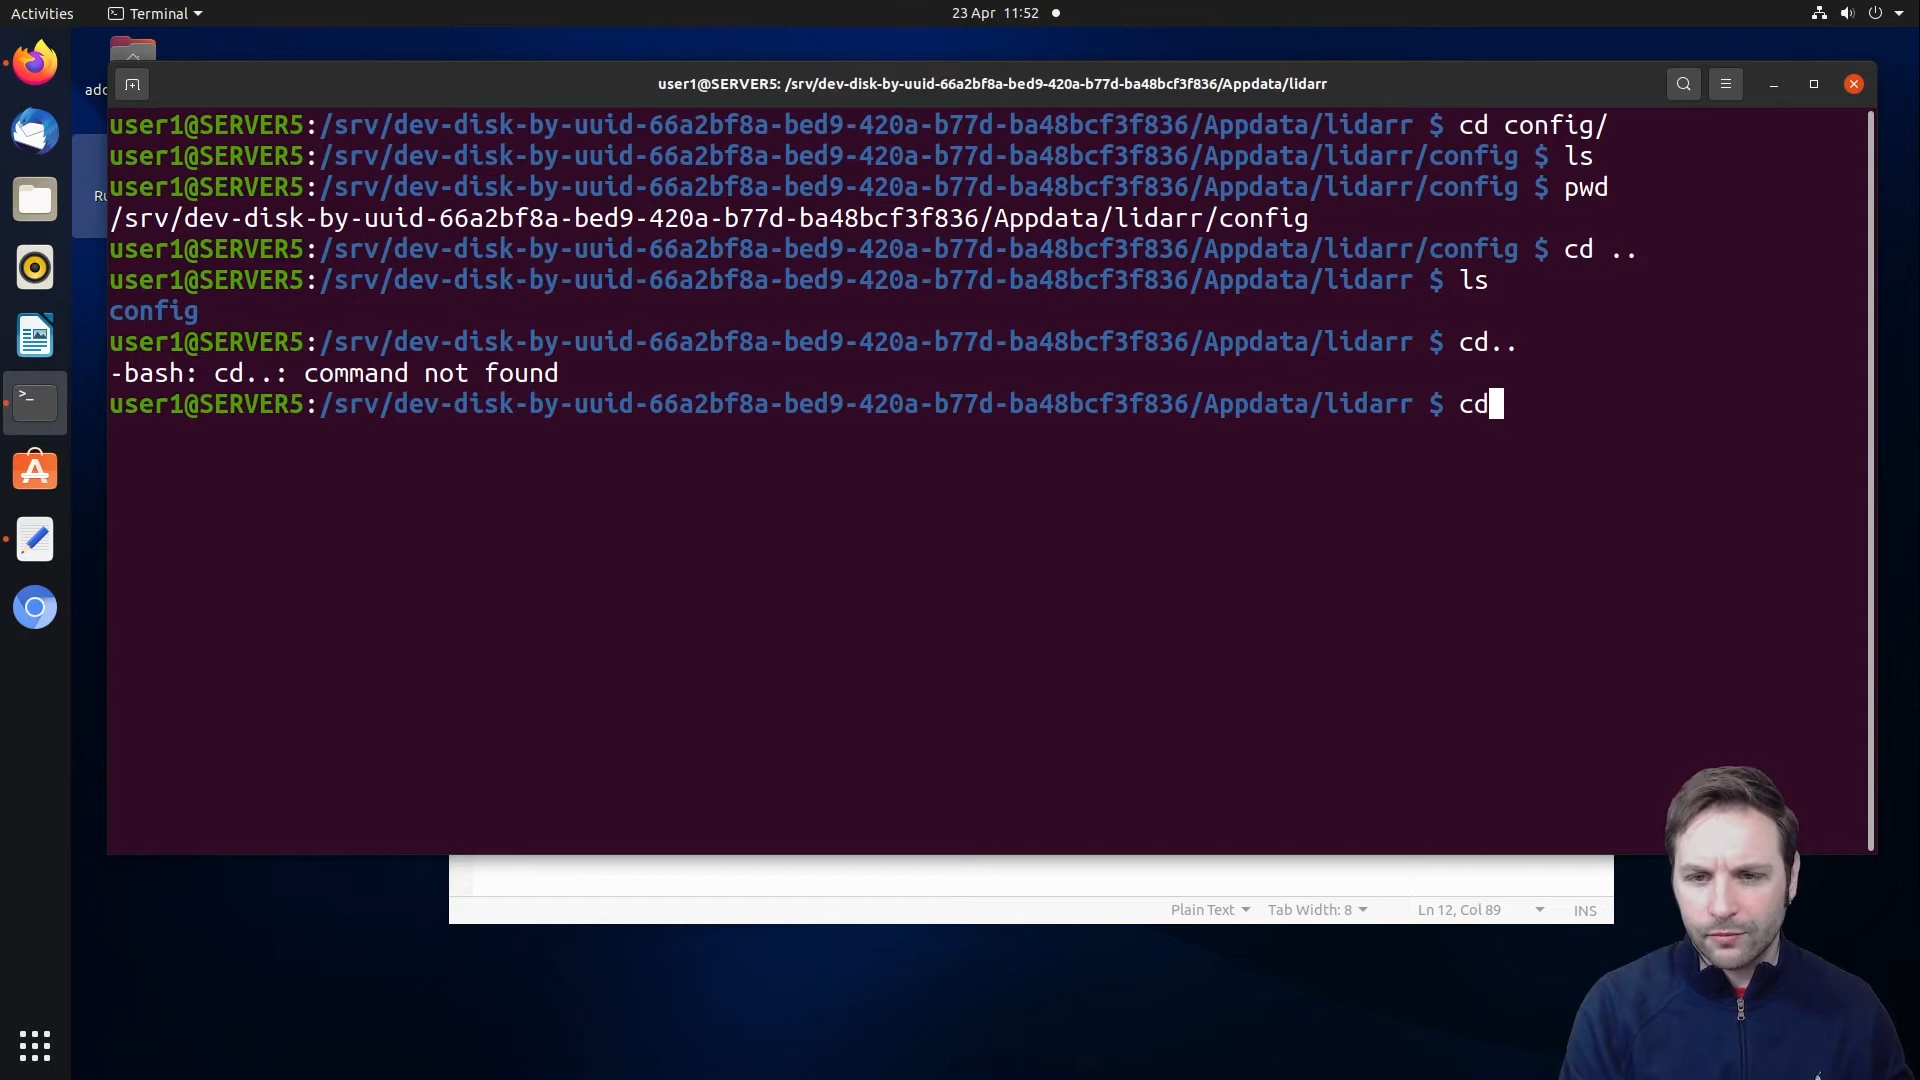 Activities
Terminal
23 Apr 11:52
user1@SERVER5: /srv/dev-disk-by-uuid-66a2bf8a-bed9-420a-b77d-ba48bcf3f836/Appdata/lidarr
user1@SERVER5:/srv/dev-disk-by-uuid-66a2bf8a-bed9-420a-b77d-ba48bcf3f836/Appdata/lidarr $ cd config/
user1@SERVER5:/srv/dev-disk-by-uuid-66a2bf8a-bed9-420a-b77d-ba48bcf3f836/Appdata/lidarr/config $ ls
user1@SERVER5:/srv/dev-disk-by-uuid-66a2bf8a-bed9-420a-b77d-ba48bcf3f836/Appdata/lidarr/config $ pwd
/srv/dev-disk-by-uuid-66a2bf8a-bed9-420a-b77d-ba48bcf3f836/Appdata/lidarr/config
user1@SERVER5:/srv/dev-disk-by-uuid-66a2bf8a-bed9-420a-b77d-ba48bcf3f836/Appdata/lidarr/config $ cd ..
user1@SERVER5:/srv/dev-disk-by-uuid-66a2bf8a-bed9-420a-b77d-ba48bcf3f836/Appdata/lidarr $ ls
config
user1@SERVER5:/srv/dev-disk-by-uuid-66a2bf8a-bed9-420a-b77d-ba48bcf3f836/Appdata/lidarr $ cd..
-bash: cd..: command not found
user1@SERVER5:/srv/dev-disk-by-uuid-66a2bf8a-bed9-420a-b77d-ba48bcf3f836/Appdata/lidarr $ cd
Plain Text Tab Width: 8 Ln 12, Col 89 INS